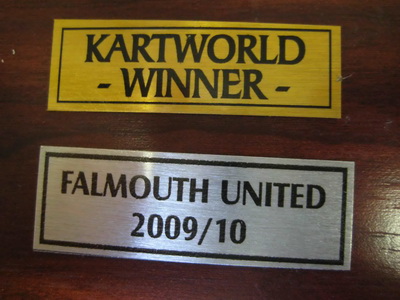 KARTWORLD
- WINNER -
FALMOUTH UNITED
2009/10